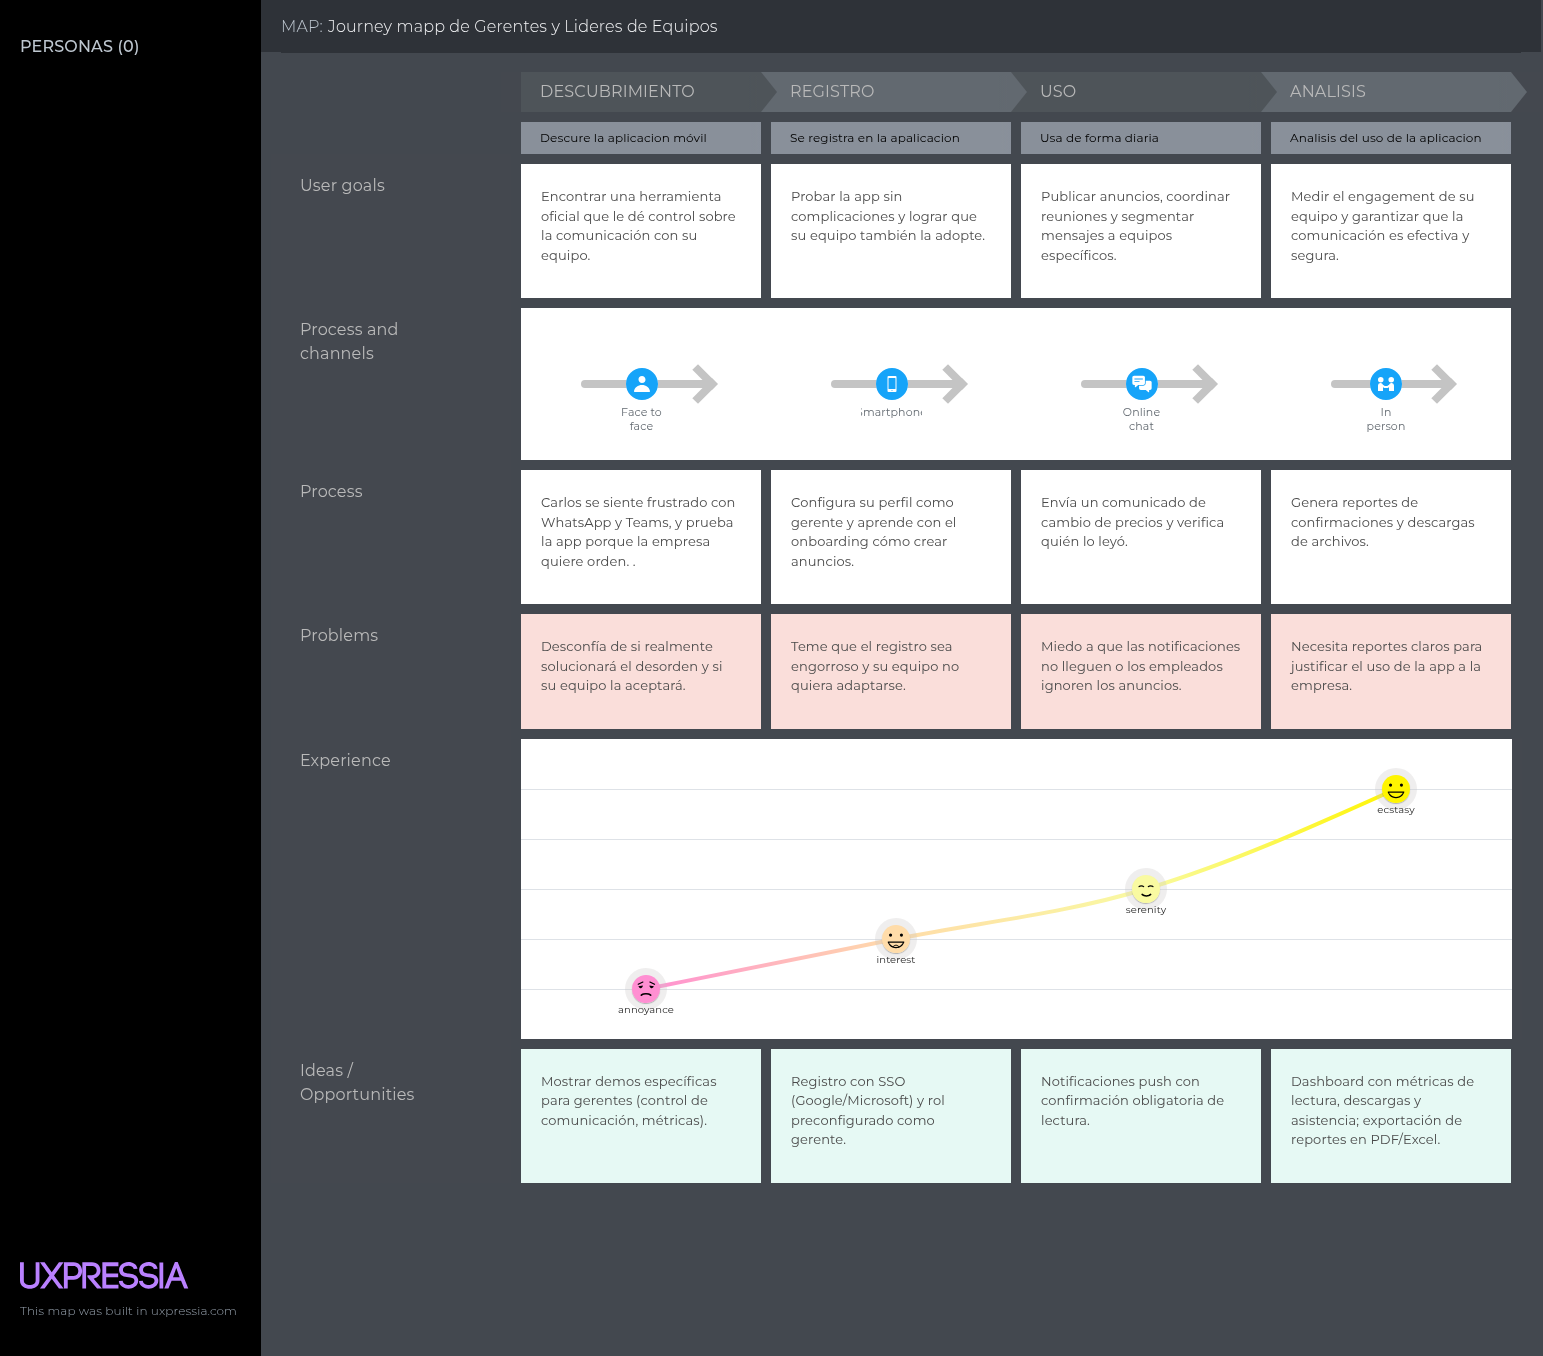 PERSONAS (0)
MAP: Journey mapp de Gerentes y Lideres de Equipos
DESCUBRIMIENTO
REGISTRO
USO
ANALISIS
Descure la aplicacion móvil
Se registra en la apalicacion
Usa de forma diaria
Analisis del uso de la aplicacion
User goals
Encontrar una herramienta
oficial que le dé control sobre
la comunicación con su
equipo.
Probar la app sin
complicaciones y lograr que
su equipo también la adopte.
Publicar anuncios, coordinar
reuniones y segmentar
mensajes a equipos
específicos.
Medir el engagement de su
equipo y garantizar que la
comunicación es efectiva y
segura.
Process and
channels
Face to
face
Smartphone
Online
chat
In
person
Process
Carlos se siente frustrado con
WhatsApp y Teams, y prueba
la app porque la empresa
quiere orden. .
Configura su perfil como
gerente y aprende con el
onboarding cómo crear
anuncios.
Envía un comunicado de
cambio de precios y verifica
quién lo leyó.
Genera reportes de
confirmaciones y descargas
de archivos.
Problems
Desconfía de si realmente
solucionará el desorden y si
su equipo la aceptará.
Teme que el registro sea
engorroso y su equipo no
quiera adaptarse.
Miedo a que las notificaciones
no lleguen o los empleados
ignoren los anuncios.
Necesita reportes claros para
justificar el uso de la app a la
empresa.
Experience
ecstasy
serenity
interest
annoyance
Ideas /
Opportunities
Mostrar demos específicas
para gerentes (control de
comunicación, métricas).
Registro con SSO
(Google/Microsoft) y rol
preconfigurado como
gerente.
Notificaciones push con
confirmación obligatoria de
lectura.
Dashboard con métricas de
lectura, descargas y
asistencia; exportación de
reportes en PDF/Excel.
UXPRESSIA
This map was built in uxpressia.com